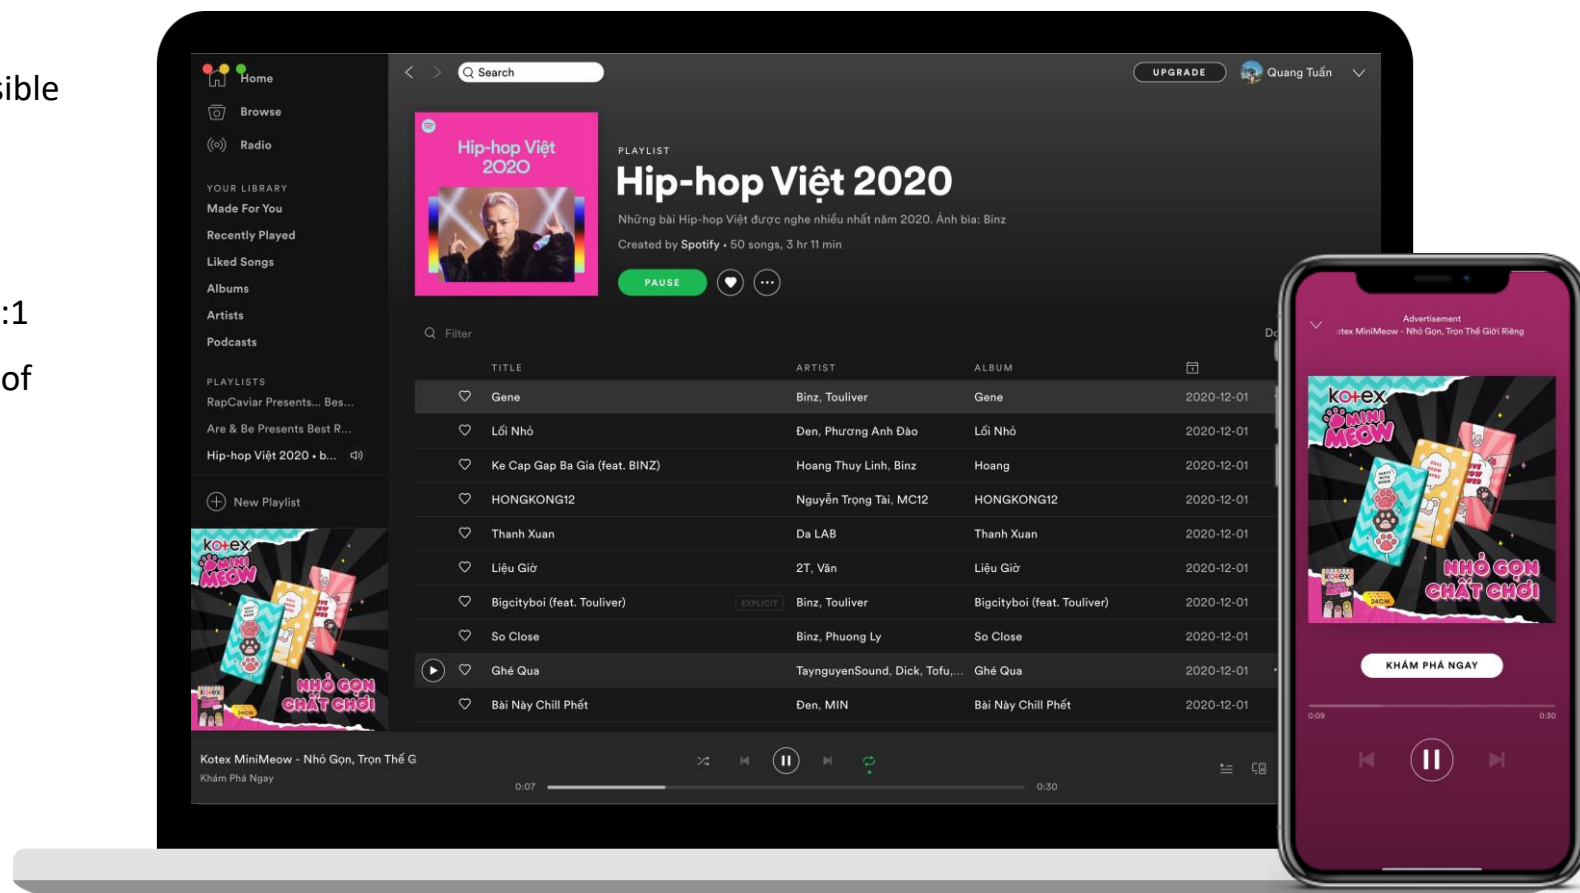 sible
:1
of
Home
Browse
Radio
YOUR LIBRARY
Made For You
Recently Played
Liked Songs
Albums
Artists
Podcasts
PLAYLISTS
RapCaviar Presents... Bes...
Are & Be Presents Best R...
Hip-hop Việt 2020 • b...
New Playlist
kotex
MINI
MEOW
NHỎ GỌN
CHẤT CHƠI
Search
UPGRADE
Quang Tuấn
Hip-hop Việt
2020
PLAYLIST
Hip-hop Việt 2020
Những bài Hip-hop Việt được nghe nhiều nhất năm 2020. Ảnh bìa: Binz
Created by Spotify • 50 songs, 3 hr 11 min
PAUSE
Filter
TITLE ARTIST ALBUM
Gene Binz, Touliver Gene 2020-12-01
Lối Nhỏ Đen, Phương Anh Đào Lối Nhỏ 2020-12-01
Ke Cap Gap Ba Gia (feat. BINZ) Hoang Thuy Linh, Binz Hoang 2020-12-01
HONGKONG12 Nguyễn Trọng Tài, MC12 HONGKONG12 2020-12-01
Thanh Xuan Da LAB Thanh Xuan 2020-12-01
Liệu Giờ 2T, Văn Liệu Giờ 2020-12-01
Bigcityboi (feat. Touliver) EXPLICIT Binz, Touliver Bigcityboi (feat. Touliver) 2020-12-01
So Close Binz, Phuong Ly So Close 2020-12-01
Ghé Qua TaynguyenSound, Dick, Tofu,... Ghé Qua 2020-12-01
Bài Này Chill Phết Đen, MIN Bài Này Chill Phết 2020-12-01
Kotex MiniMeow - Nhỏ Gọn, Trọn Thế G
Khám Phá Ngay
0:07 0:30
Advertisement
otex MiniMeow - Nhỏ Gọn, Trọn Thế Giới Riêng
kotex
MINI
MEOW
kotex
24CM
NHỎ GỌN
CHẤT CHƠI
KHÁM PHÁ NGAY
0:09 0:30